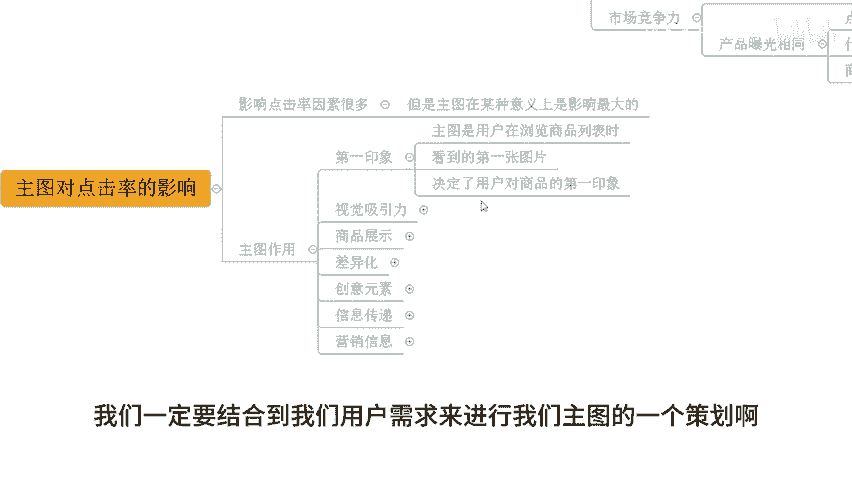 市场竞争力
产品曝光相同
影响点击率因素很多
但是主图在某种意义上是影响最大的
主图是用户在浏览商品列表时
第一印象
看到的第一张图片
主图对点击率的影响
决定了用户对商品的第一印象
视觉吸引力
商品展示
主图作用
差异化
创意元素
信息传递
营销信息
我们一定要结合到我们用户需求来进行我们主图的一个策划啊